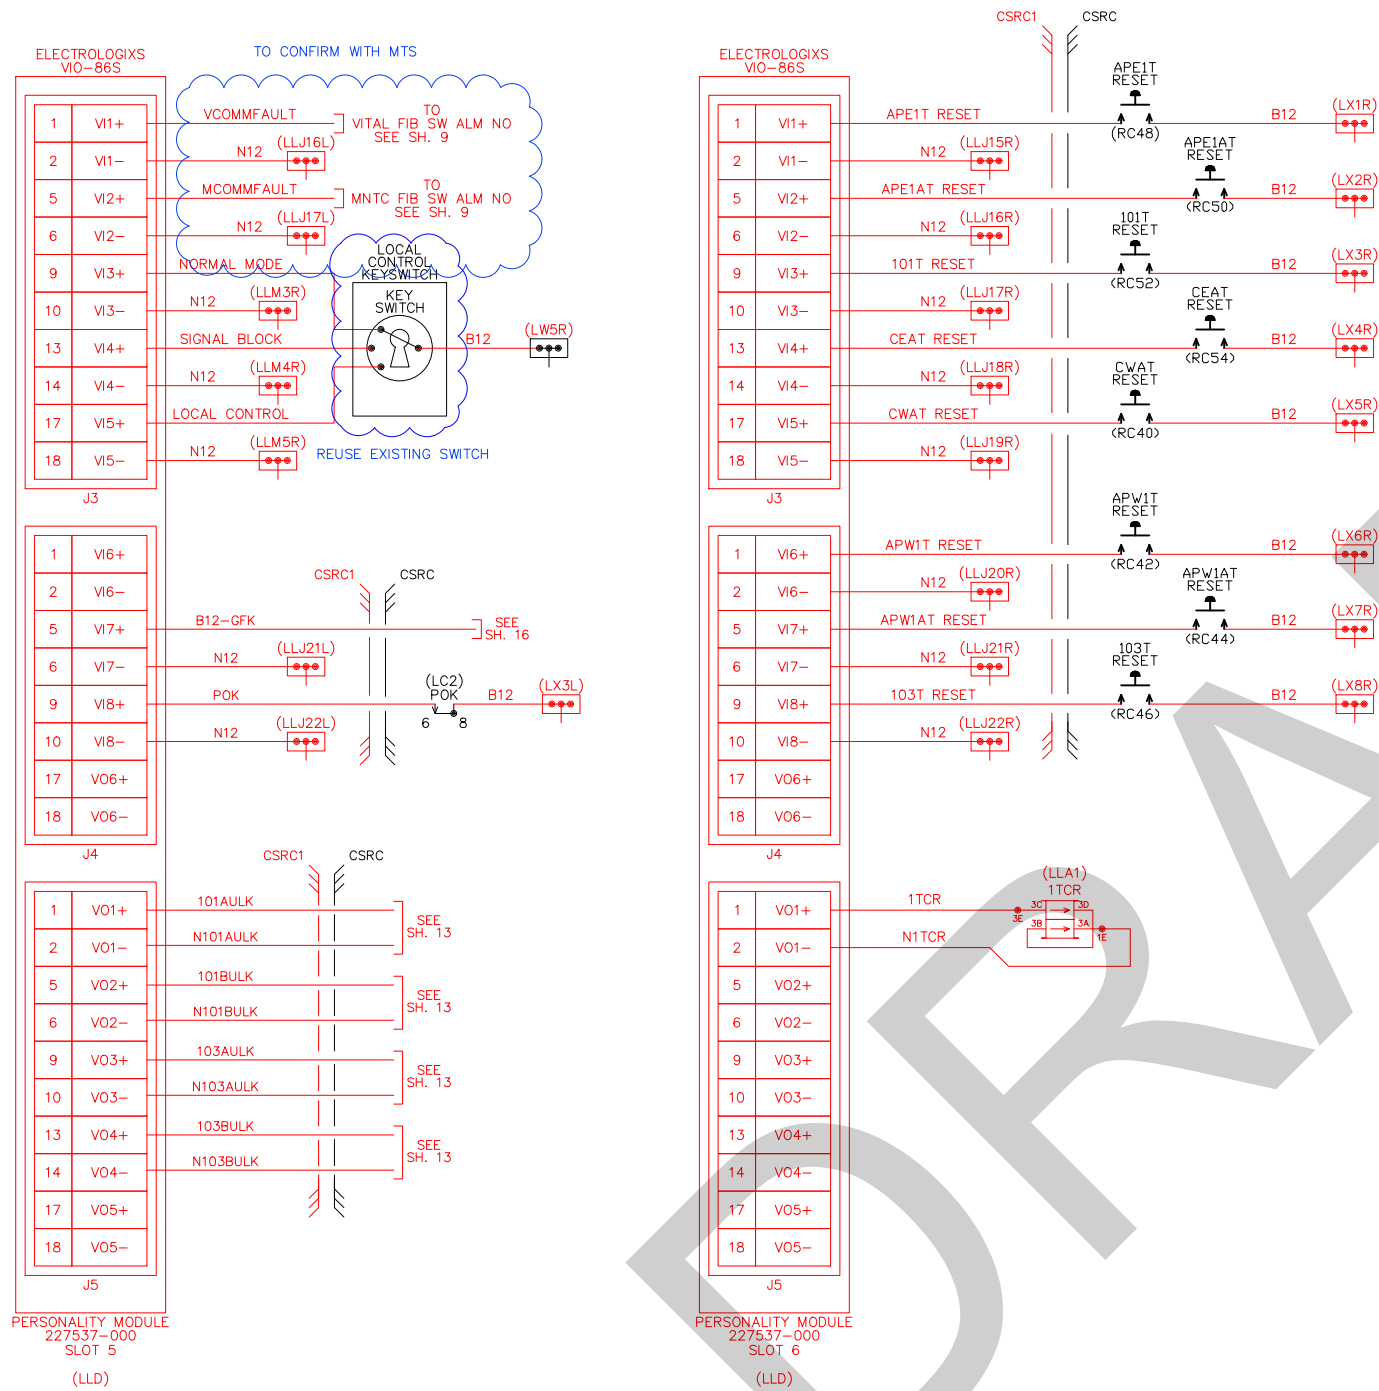 ELECTROLOGIXS
VIO-86S
TO CONFIRM WITH MTS
1 VI1+ VCOMMFAULT
TO
VITAL FIB SW ALM NO
SEE SH. 9
2 VI1- N12 (LLJ16L)
5 VI2+ MCOMMFAULT
TO
MNTC FIB SW ALM NO
SEE SH. 9
6 VI2- N12 (LLJ17L)
9 VI3+ NORMAL MODE
LOCAL
CONTROL
KEYSWITCH
KEY
SWITCH
10 VI3- N12 (LLM3R)
13 VI4+ SIGNAL BLOCK B12 (LW5R)
14 VI4- N12 (LLM4R)
17 VI5+ LOCAL CONTROL
18 VI5- N12 (LLM5R)
REUSE EXISTING SWITCH
J3
1 VI6+
2 VI6-
CSRC1 CSRC
5 VI7+ B12-GFK
SEE
SH. 16
6 VI7- N12 (LLJ21L)
9 VI8+ POK
(LC2)
POK
6 8
B12 (LX3L)
10 VI8- N12 (LLJ22L)
17 VO6+
18 VO6-
J4
CSRC1 CSRC
1 VO1+ 101AULK
SEE
SH. 13
2 VO1- N101AULK
5 VO2+ 101BULK
SEE
SH. 13
6 VO2- N101BULK
9 VO3+ 103AULK
SEE
SH. 13
10 VO3- N103AULK
13 VO4+ 103BULK
SEE
SH. 13
14 VO4- N103BULK
17 VO5+
18 VO5-
J5
PERSONALITY MODULE
227537-000
SLOT 5
(LLD)
ELECTROLOGIXS
VIO-86S
CSRC1 CSRC
1 VI1+ APE1T RESET
APE1T
RESET
(RC48)
B12 (LX1R)
2 VI1- N12 (LLJ15R)
5 VI2+ APE1AT RESET
APE1AT
RESET
(RC50)
B12 (LX2R)
6 VI2- N12 (LLJ16R)
9 VI3+ 101T RESET
101T
RESET
(RC52)
B12 (LX3R)
10 VI3- N12 (LLJ17R)
13 VI4+ CEAT RESET
CEAT
RESET
(RC54)
B12 (LX4R)
14 VI4- N12 (LLJ18R)
17 VI5+ CWAT RESET
CWAT
RESET
(RC40)
B12 (LX5R)
18 VI5- N12 (LLJ19R)
J3
1 VI6+ APW1T RESET
APW1T
RESET
(RC42)
B12 (LX6R)
2 VI6- N12 (LLJ20R)
5 VI7+ APW1AT RESET
APW1AT
RESET
(RC44)
B12 (LX7R)
6 VI7- N12 (LLJ21R)
9 VI8+ 103T RESET
103T
RESET
(RC46)
B12 (LX8R)
10 VI8- N12 (LLJ22R)
17 VO6+
18 VO6-
J4
(LLA1)
1TCR
1 VO1+ 1TCR
3E 3C 3D
3B 3A 1E
2 VO1- N1TCR
5 VO2+
6 VO2-
9 VO3+
10 VO3-
13 VO4+
14 VO4-
17 VO5+
18 VO5-
J5
PERSONALITY MODULE
227537-000
SLOT 6
(LLD)
DRA